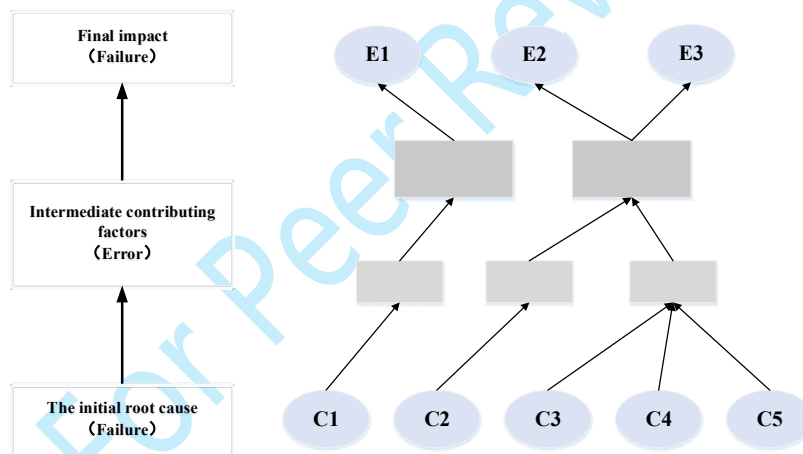 Final impact
（Failure）
E1
E2
E3
Intermediate contributing
factors
（Error）
The initial root cause
（Failure）
C1
C2
C3
C4
C5
For Peer Rev